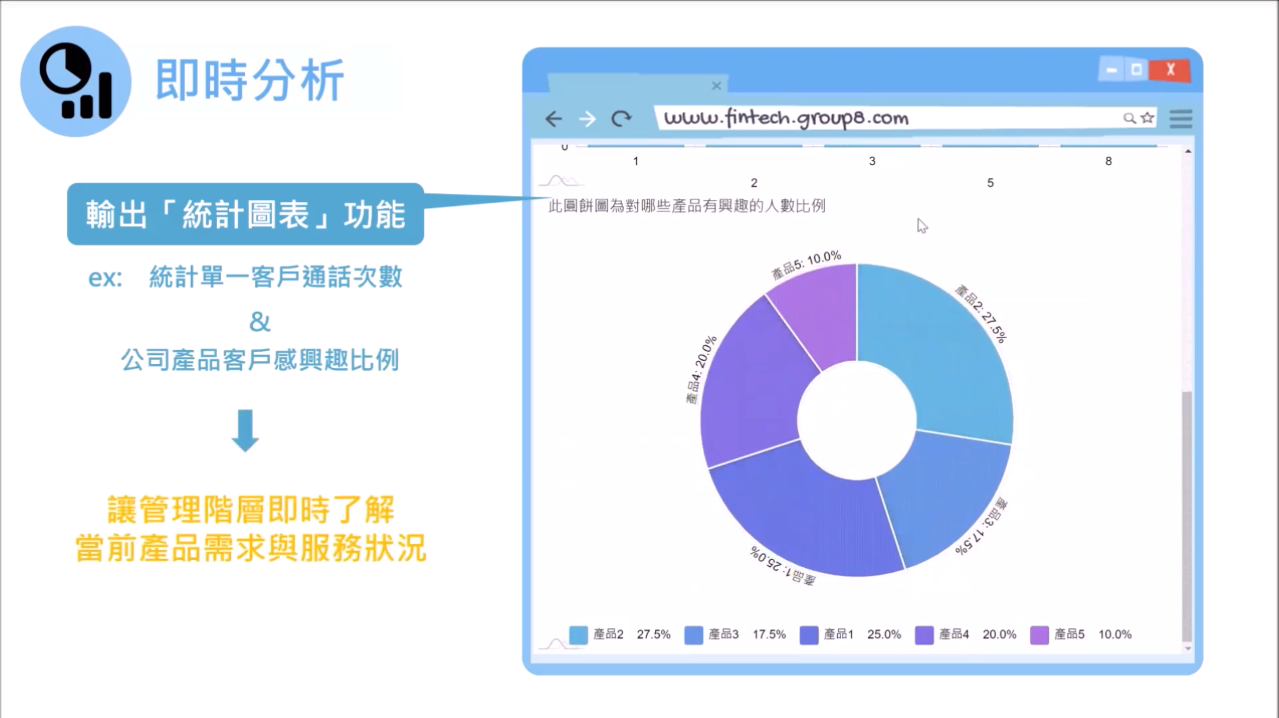 即時分析
輸出「統計圖表」功能
ex: 統計單一客戶通話次數
&
公司產品客戶感興趣比例
讓管理階層即時了解
當前產品需求與服務狀況
X
www.fintech.group8.com
0
1
2
3
5
8
此圓餅圖為對哪些產品有興趣的人數比例
產品5: 10.0%
產品2: 27.5%
產品4: 20.0%
產品3: 17.5%
產品1: 25.0%
產品2 27.5% 產品3 17.5% 產品1 25.0% 產品4 20.0% 產品5 10.0%